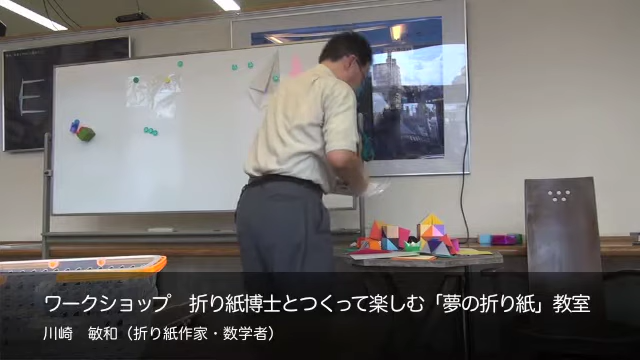 ワークショップ　折り紙博士とつくって楽しむ「夢の折り紙」教室
川崎　敏和（折り紙作家・数学者）